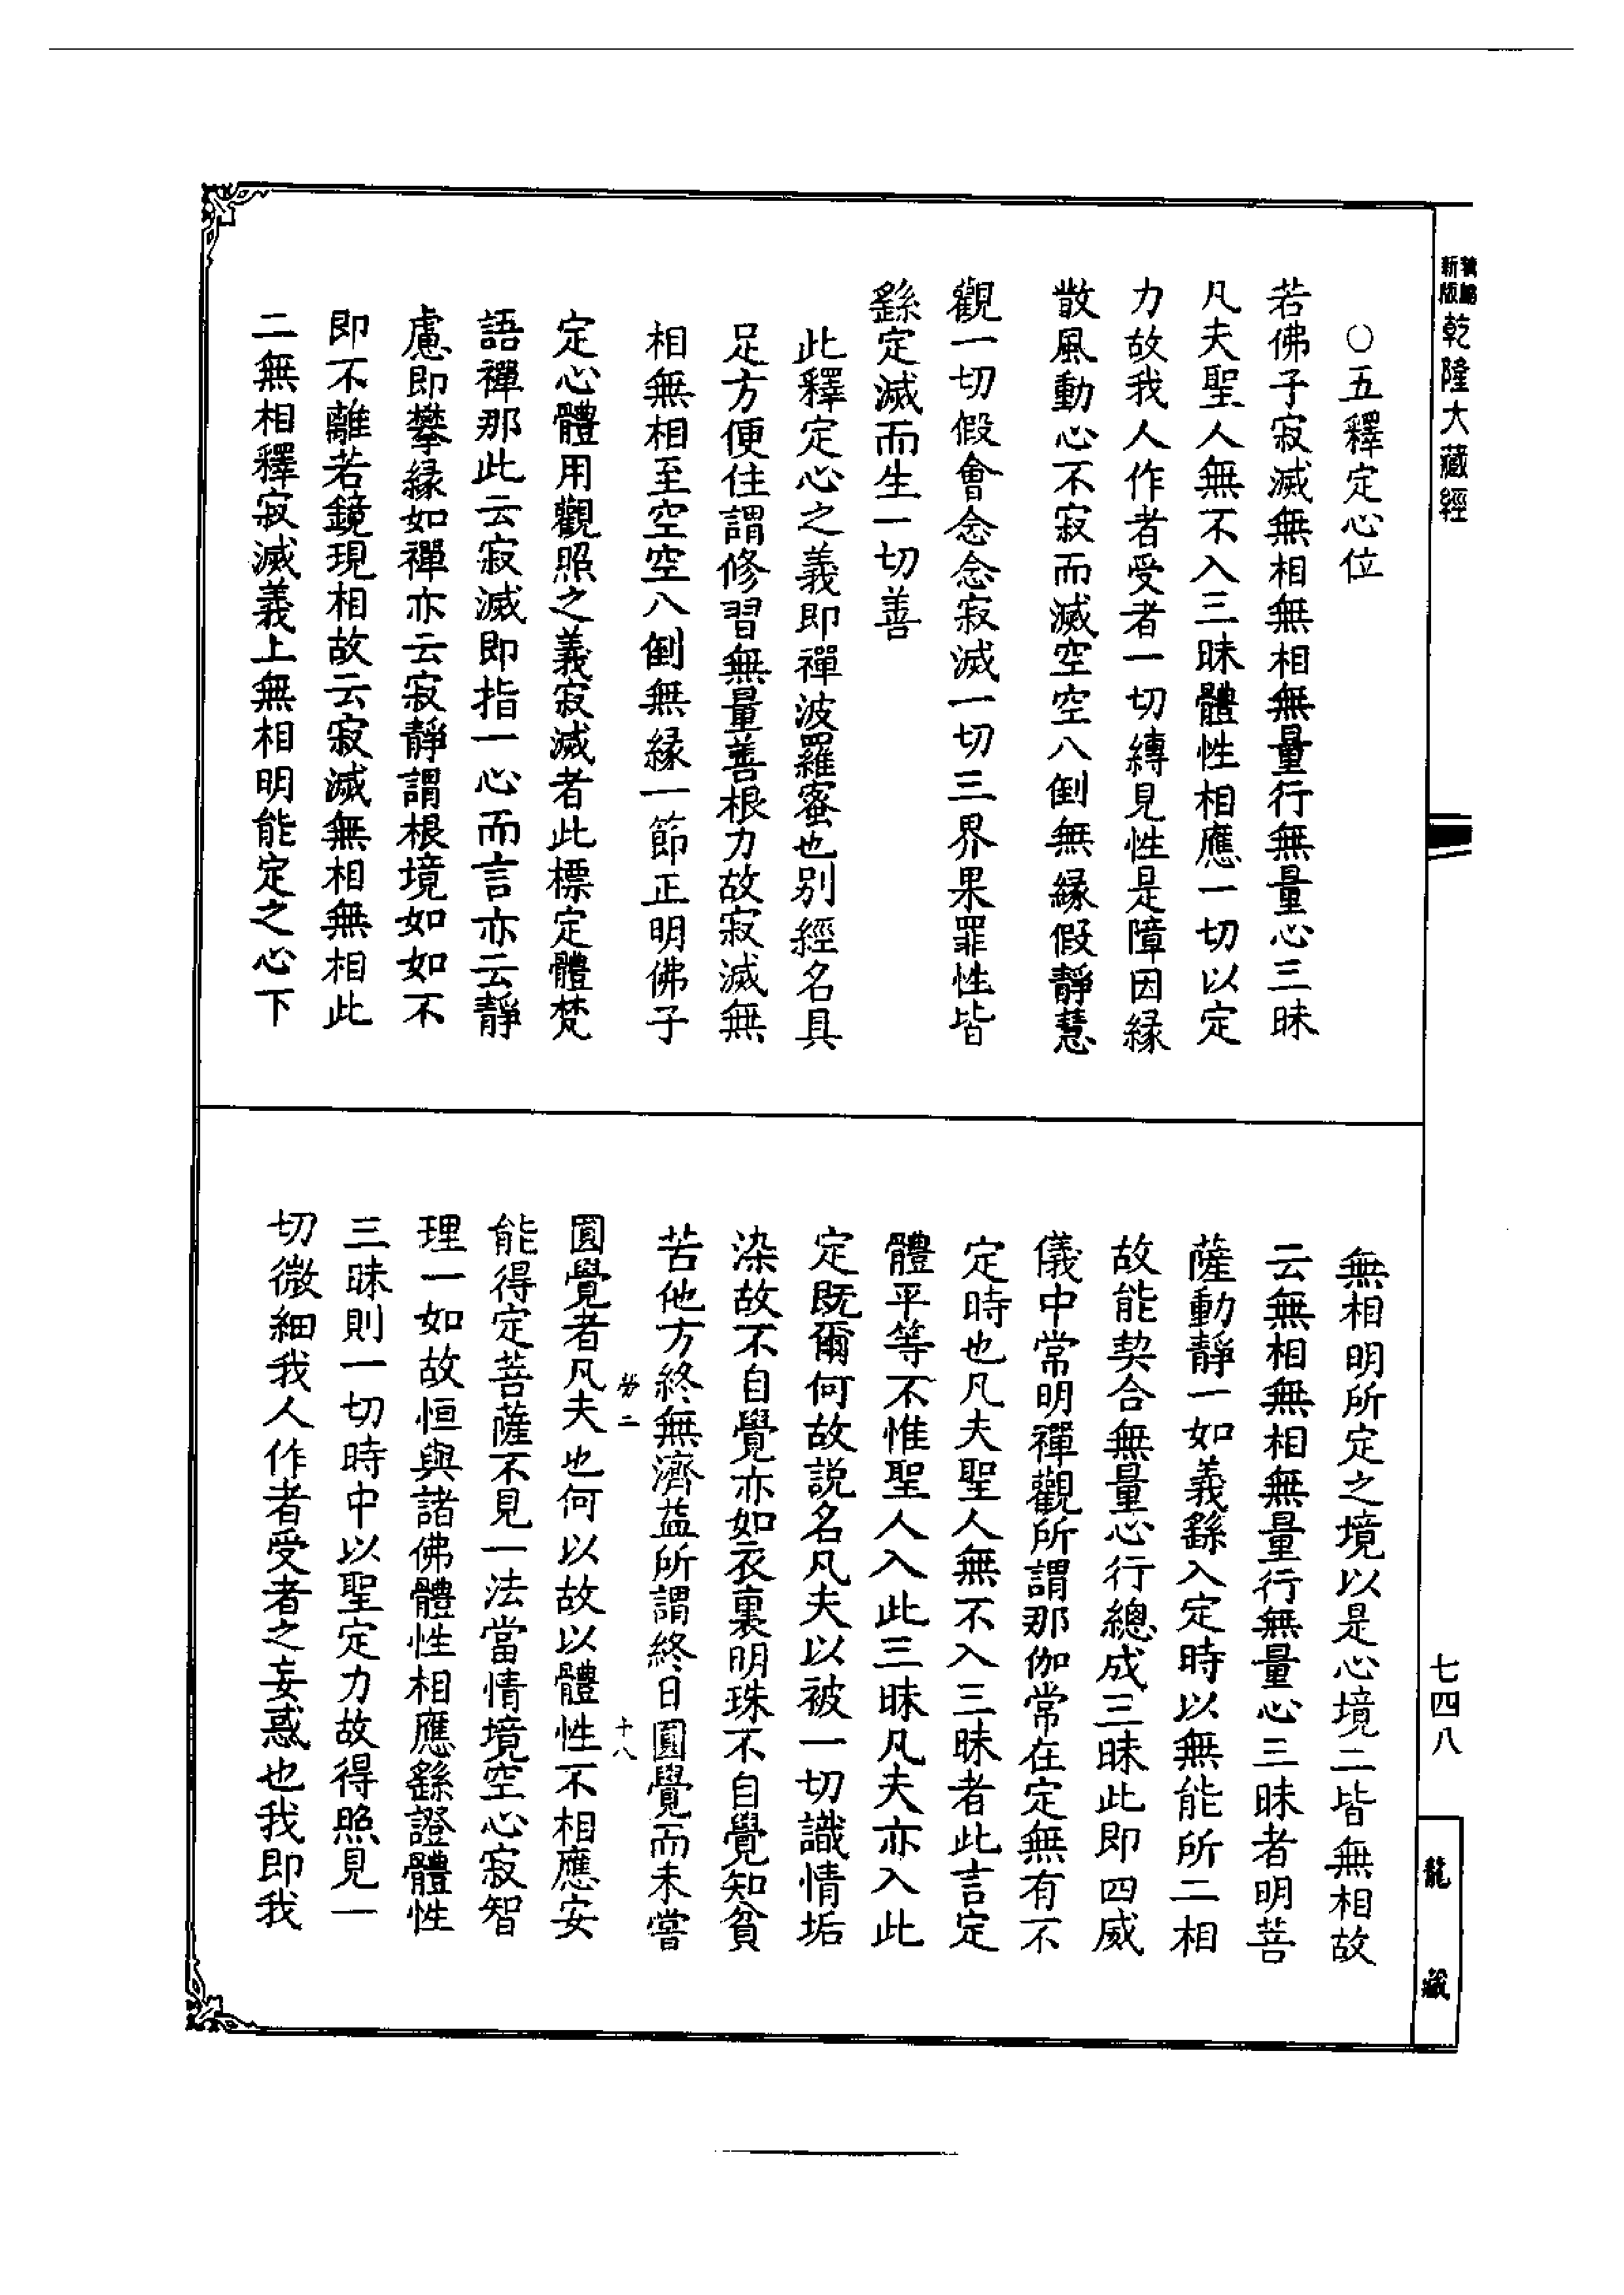 新版
乾隆大藏經
○五釋定心位
若佛子寂滅無相無相無量行無量心三昧
凡夫聖人無不入三昧體性相應一切以定
力故我人作者受者一切縛見性是障因緣
散風動心不寂而滅空空八倒無緣假靜慧
觀一切假會念念寂滅一切三界果罪性皆
繇定滅而生一切善
此釋定心之義即禪波羅蜜也別經名具
足方便住謂修習無量善根力故寂滅無
相無相至空空八倒無緣一節正明佛子
定心體用觀照之義寂滅者此標定體梵
語禪那此云寂滅即指一心而言亦云靜
慮即攀緣如禪亦云寂靜謂根境如如不
即不離若鏡現相故云寂滅無相無相此
二無相釋寂滅義上無相明能定之心下
無相明所定之境以是心境二皆無相故
云無相無相無量行無量心三昧者明菩
薩動靜一如義繇入定時以無能所二相
故能契合無量心行總成三昧此即四威
儀中常明禪觀所謂那伽常在定無有不
定時也凡夫聖人無不入三昧者此言定
體平等不惟聖人入此三昧凡夫亦入此
定既爾何故說名凡夫以被一切識情垢
染故不自覺亦如衣裏明珠不自覺知貧
苦他方終無濟益所謂終日圓覺而未嘗
二
十八
圓覺者凡夫也何以故以體性不相應安
能得定菩薩不見一法當情境空心寂智
理一如故恒與諸佛體性相應繇證體性
三昧則一切時中以聖定力故得照見一
切微細我人作者受者之妄惑也我即我
七四八
龍藏